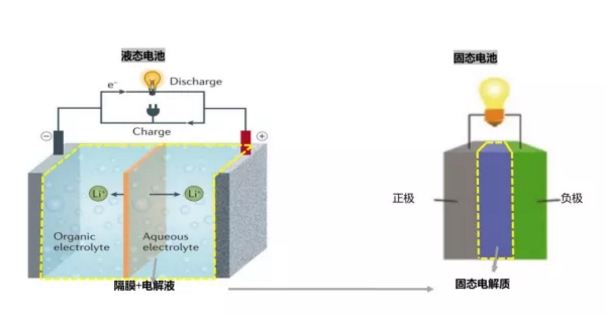 液态电池
固态电池
e⁻
Discharge
Charge
⊖
⊕
Li⁺
Li⁺
Organic
electrolyte
Aqueous
electrolyte
正极
负极
隔膜+电解液
固态电解质